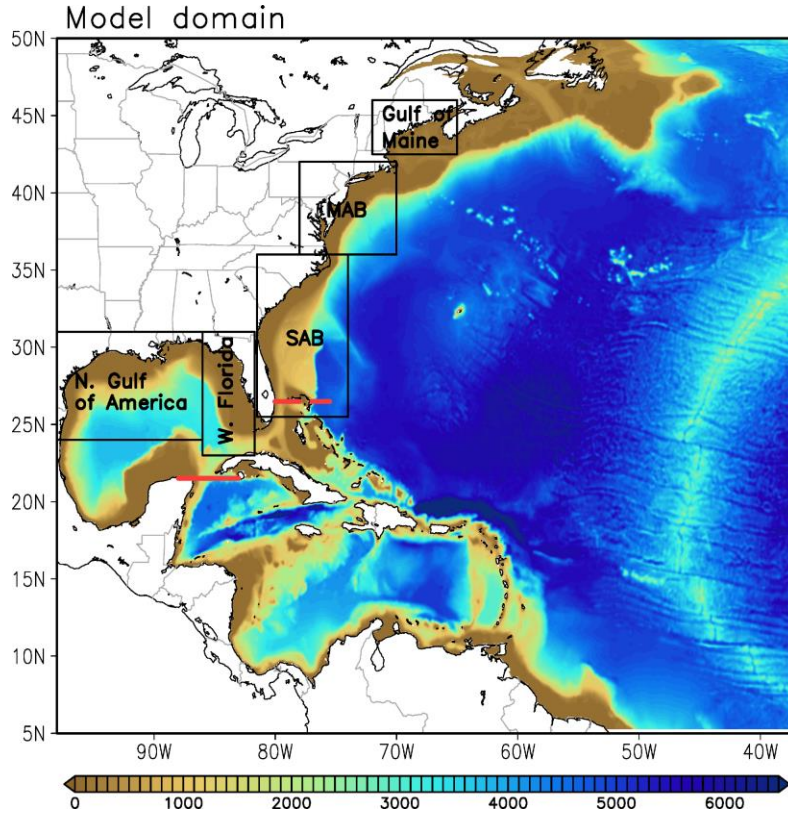 Model domain
50N
45N
40N
35N
30N
25N
20N
15N
10N
5N
Gulf of
Maine
MAB
SAB
N. Gulf
of America
W. Florida
90W
80W
70W
60W
50W
40W
0
1000
2000
3000
4000
5000
6000